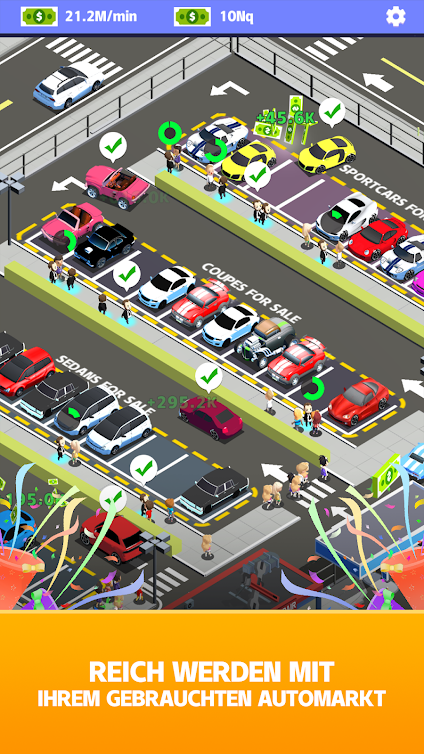 21.2M/min
10Nq
+45.6K
SPORTCARS FO
COUPES FOR SALE
SEDANS FOR SALE
+295.2K
REICH WERDEN MIT
IHREM GEBRAUCHTEN AUTOMARKT